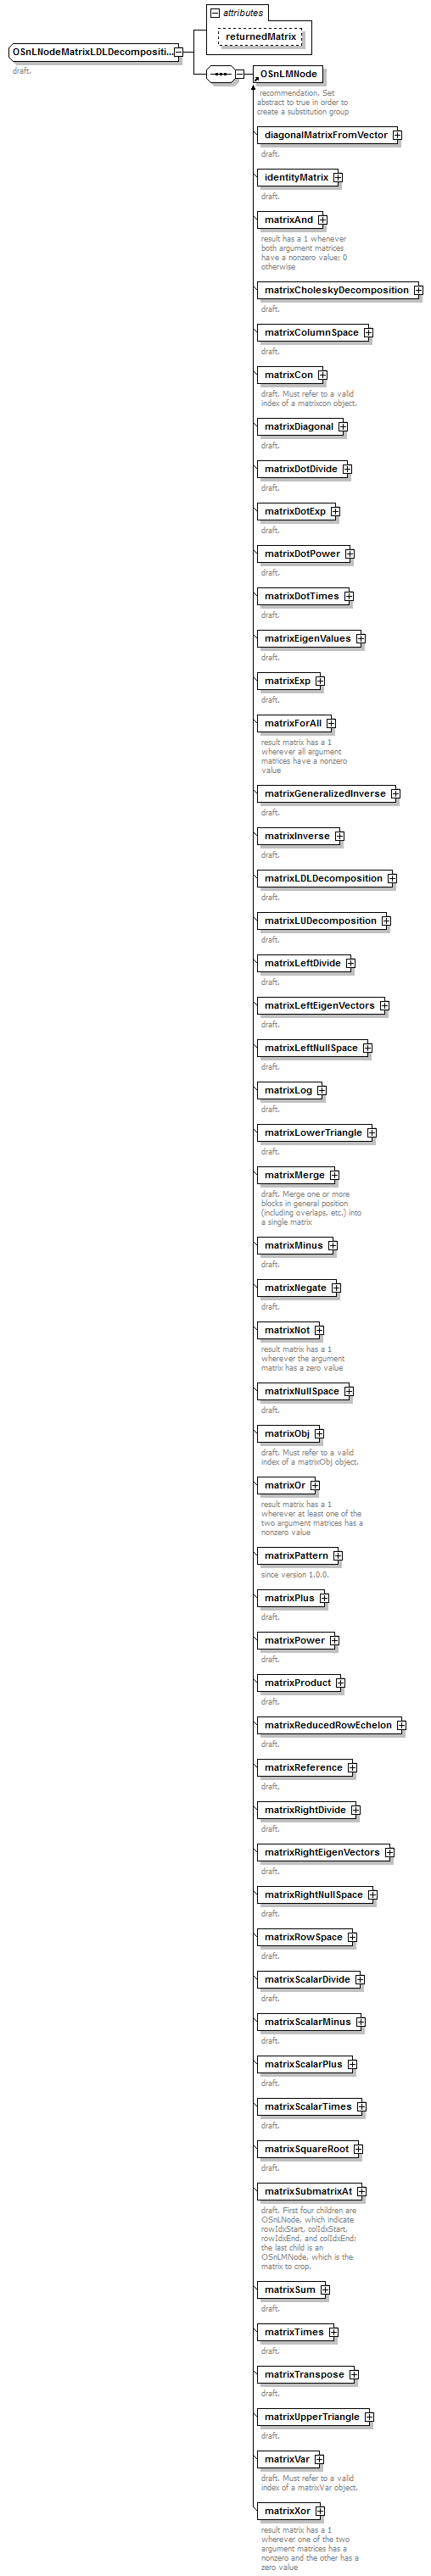 attributes
returnedMatrix
OSnLNodeMatrixLDLDecompositi...
draft.
OSnLMNode
recommendation. Set
abstract to true in order to
create a substitution group
diagonalMatrixFromVector
draft.
identityMatrix
draft.
matrixAnd
result has a 1 whenever
both argument matrices
have a nonzero value; 0
otherwise
matrixCholeskyDecomposition
draft.
matrixColumnSpace
draft.
matrixCon
draft. Must refer to a valid
index of a matrixcon object.
matrixDiagonal
draft.
matrixDotDivide
draft.
matrixDotExp
draft.
matrixDotPower
draft.
matrixDotTimes
draft.
matrixEigenValues
draft.
matrixExp
draft.
matrixForAll
result matrix has a 1
wherever all argument
matrices have a nonzero
value
matrixGeneralizedInverse
draft.
matrixInverse
draft.
matrixLDLDecomposition
draft.
matrixLUDecomposition
draft.
matrixLeftDivide
draft.
matrixLeftEigenVectors
draft.
matrixLeftNullSpace
draft.
matrixLog
draft.
matrixLowerTriangle
draft.
matrixMerge
draft. Merge one or more
blocks in general position
(including overlaps, etc.) into
a single matrix
matrixMinus
draft.
matrixNegate
draft.
matrixNot
result matrix has a 1
wherever the argument
matrix has a zero value
matrixNullSpace
draft.
matrixObj
draft. Must refer to a valid
index of a matrixObj object.
matrixOr
result matrix has a 1
wherever at least one of the
two argument matrices has a
nonzero value
matrixPattern
since version 1.0.0.
matrixPlus
draft.
matrixPower
draft.
matrixProduct
draft.
matrixReducedRowEchelon
draft.
matrixReference
draft.
matrixRightDivide
draft.
matrixRightEigenVectors
draft.
matrixRightNullSpace
draft.
matrixRowSpace
draft.
matrixScalarDivide
draft.
matrixScalarMinus
draft.
matrixScalarPlus
draft.
matrixScalarTimes
draft.
matrixSquareRoot
draft.
matrixSubmatrixAt
draft. First four children are
OSnLNode, which indicate
rowIdxStart, colIdxStart,
rowIdxEnd, and colIdxEnd;
the last child is an
OSnLMNode, which is the
matrix to crop.
matrixSum
draft.
matrixTimes
draft.
matrixTranspose
draft.
matrixUpperTriangle
draft.
matrixVar
draft. Must refer to a valid
index of a matrixVar object.
matrixXor
result matrix has a 1
wherever one of the two
argument matrices has a
nonzero and the other has a
zero value